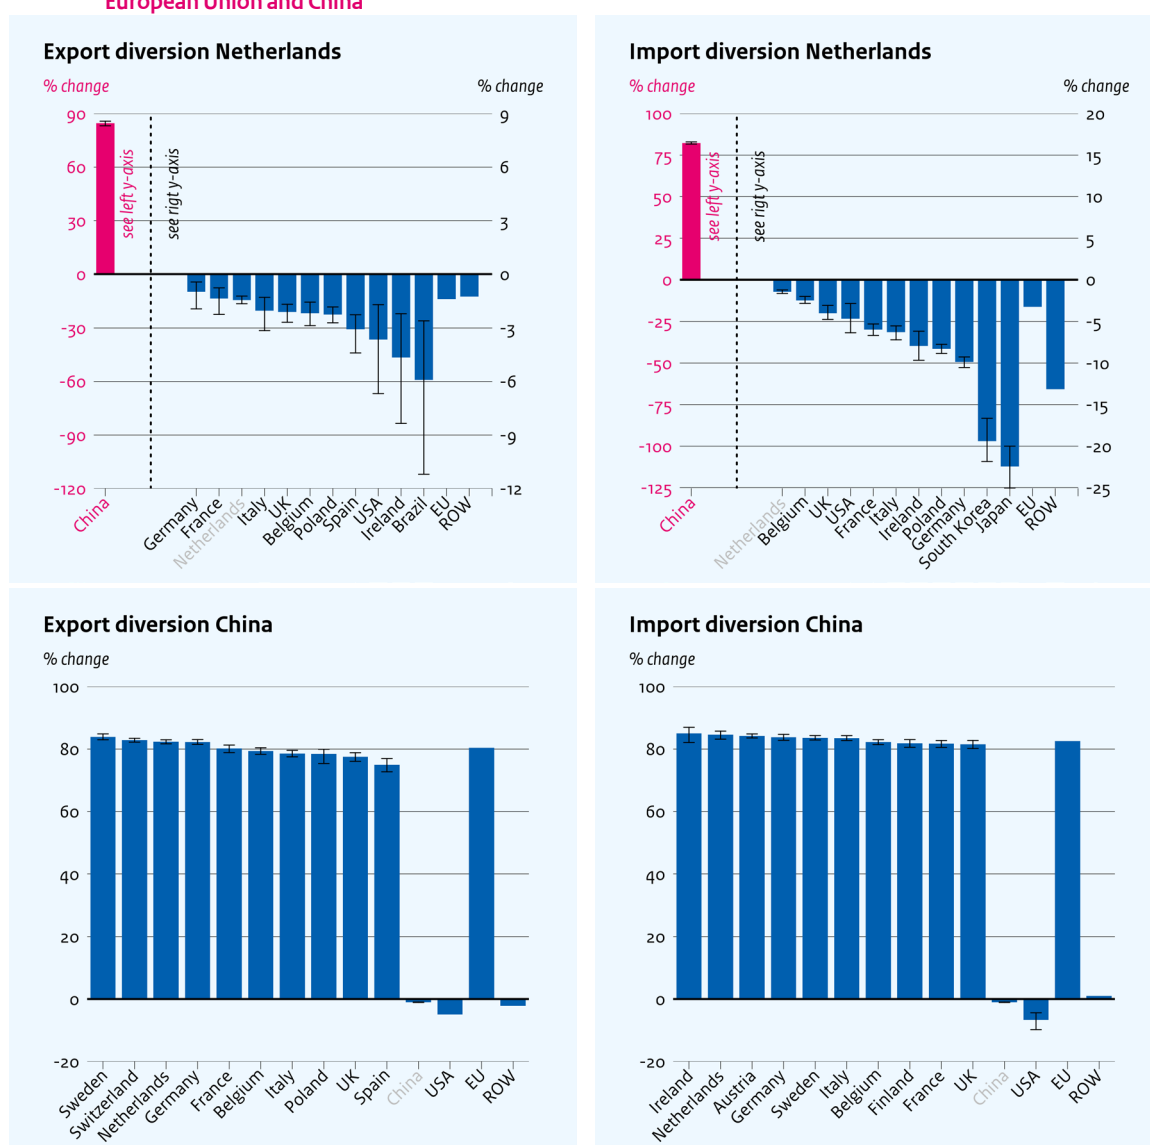 European Union and China
Export diversion Netherlands
% change
% change
90
60
30
0
-30
-60
-90
-120
9
6
3
0
-3
-6
-9
-12
see left y-axis
see rigt y-axis
China
Germany
France
Netherlands
Italy
UK
Belgium
Poland
Spain
USA
Ireland
Brazil
EU
ROW
Import diversion Netherlands
% change
% change
100
75
50
25
0
-25
-50
-75
-100
-125
20
15
10
5
0
-5
-10
-15
-20
-25
see left y-axis
see rigt y-axis
China
Netherlands
Belgium
UK
USA
France
Italy
Ireland
Poland
Germany
South Korea
Japan
EU
ROW
Export diversion China
% change
100
80
60
40
20
0
-20
Sweden
Switzerland
Netherlands
Germany
France
Belgium
Italy
Poland
UK
Spain
China
USA
EU
ROW
Import diversion China
% change
100
80
60
40
20
0
-20
Ireland
Netherlands
Austria
Germany
Sweden
Italy
Belgium
Finland
France
UK
China
USA
EU
ROW